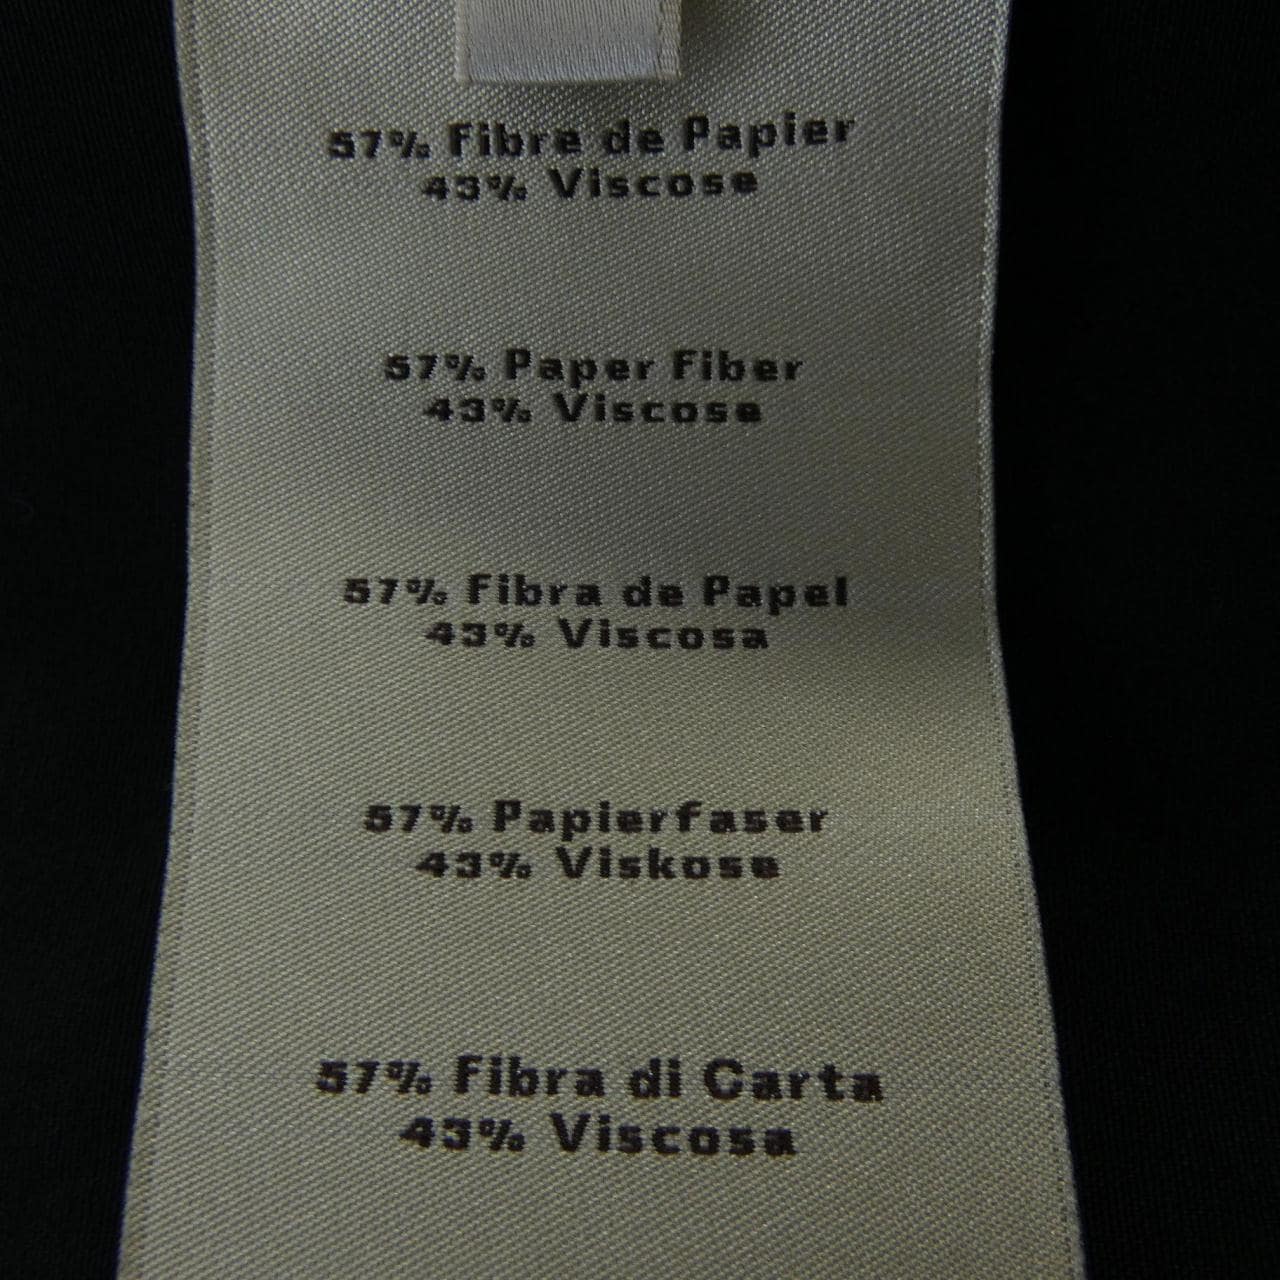 57% Fibre de Papier
43% Viscose
57% Paper Fiber
43% Viscose
57% Fibra de Papel
43% Viscosa
57% Papierfaser
43% Viskose
57% Fibra di Carta
43% Viscosa